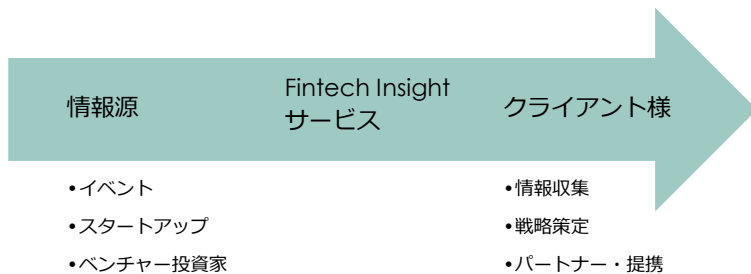 情報源
Fintech Insight
サービス
クライアント様
•イベント
•スタートアップ
•ベンチャー投資家
•情報収集
•戦略策定
•パートナー・提携